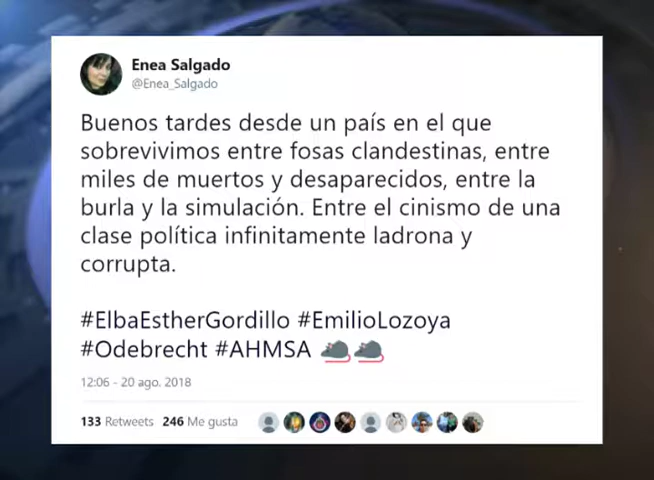 Enea Salgado
@Enea_Salgado
Buenos tardes desde un país en el que
sobrevivimos entre fosas clandestinas, entre
miles de muertos y desaparecidos, entre la
burla y la simulación. Entre el cinismo de una
clase política infinitamente ladrona y
corrupta.
#ElbaEstherGordillo #EmilioLozoya
#Odebrecht #AHMSA 🐀🐀
12:06 - 20 ago. 2018
133 Retweets 246 Me gusta